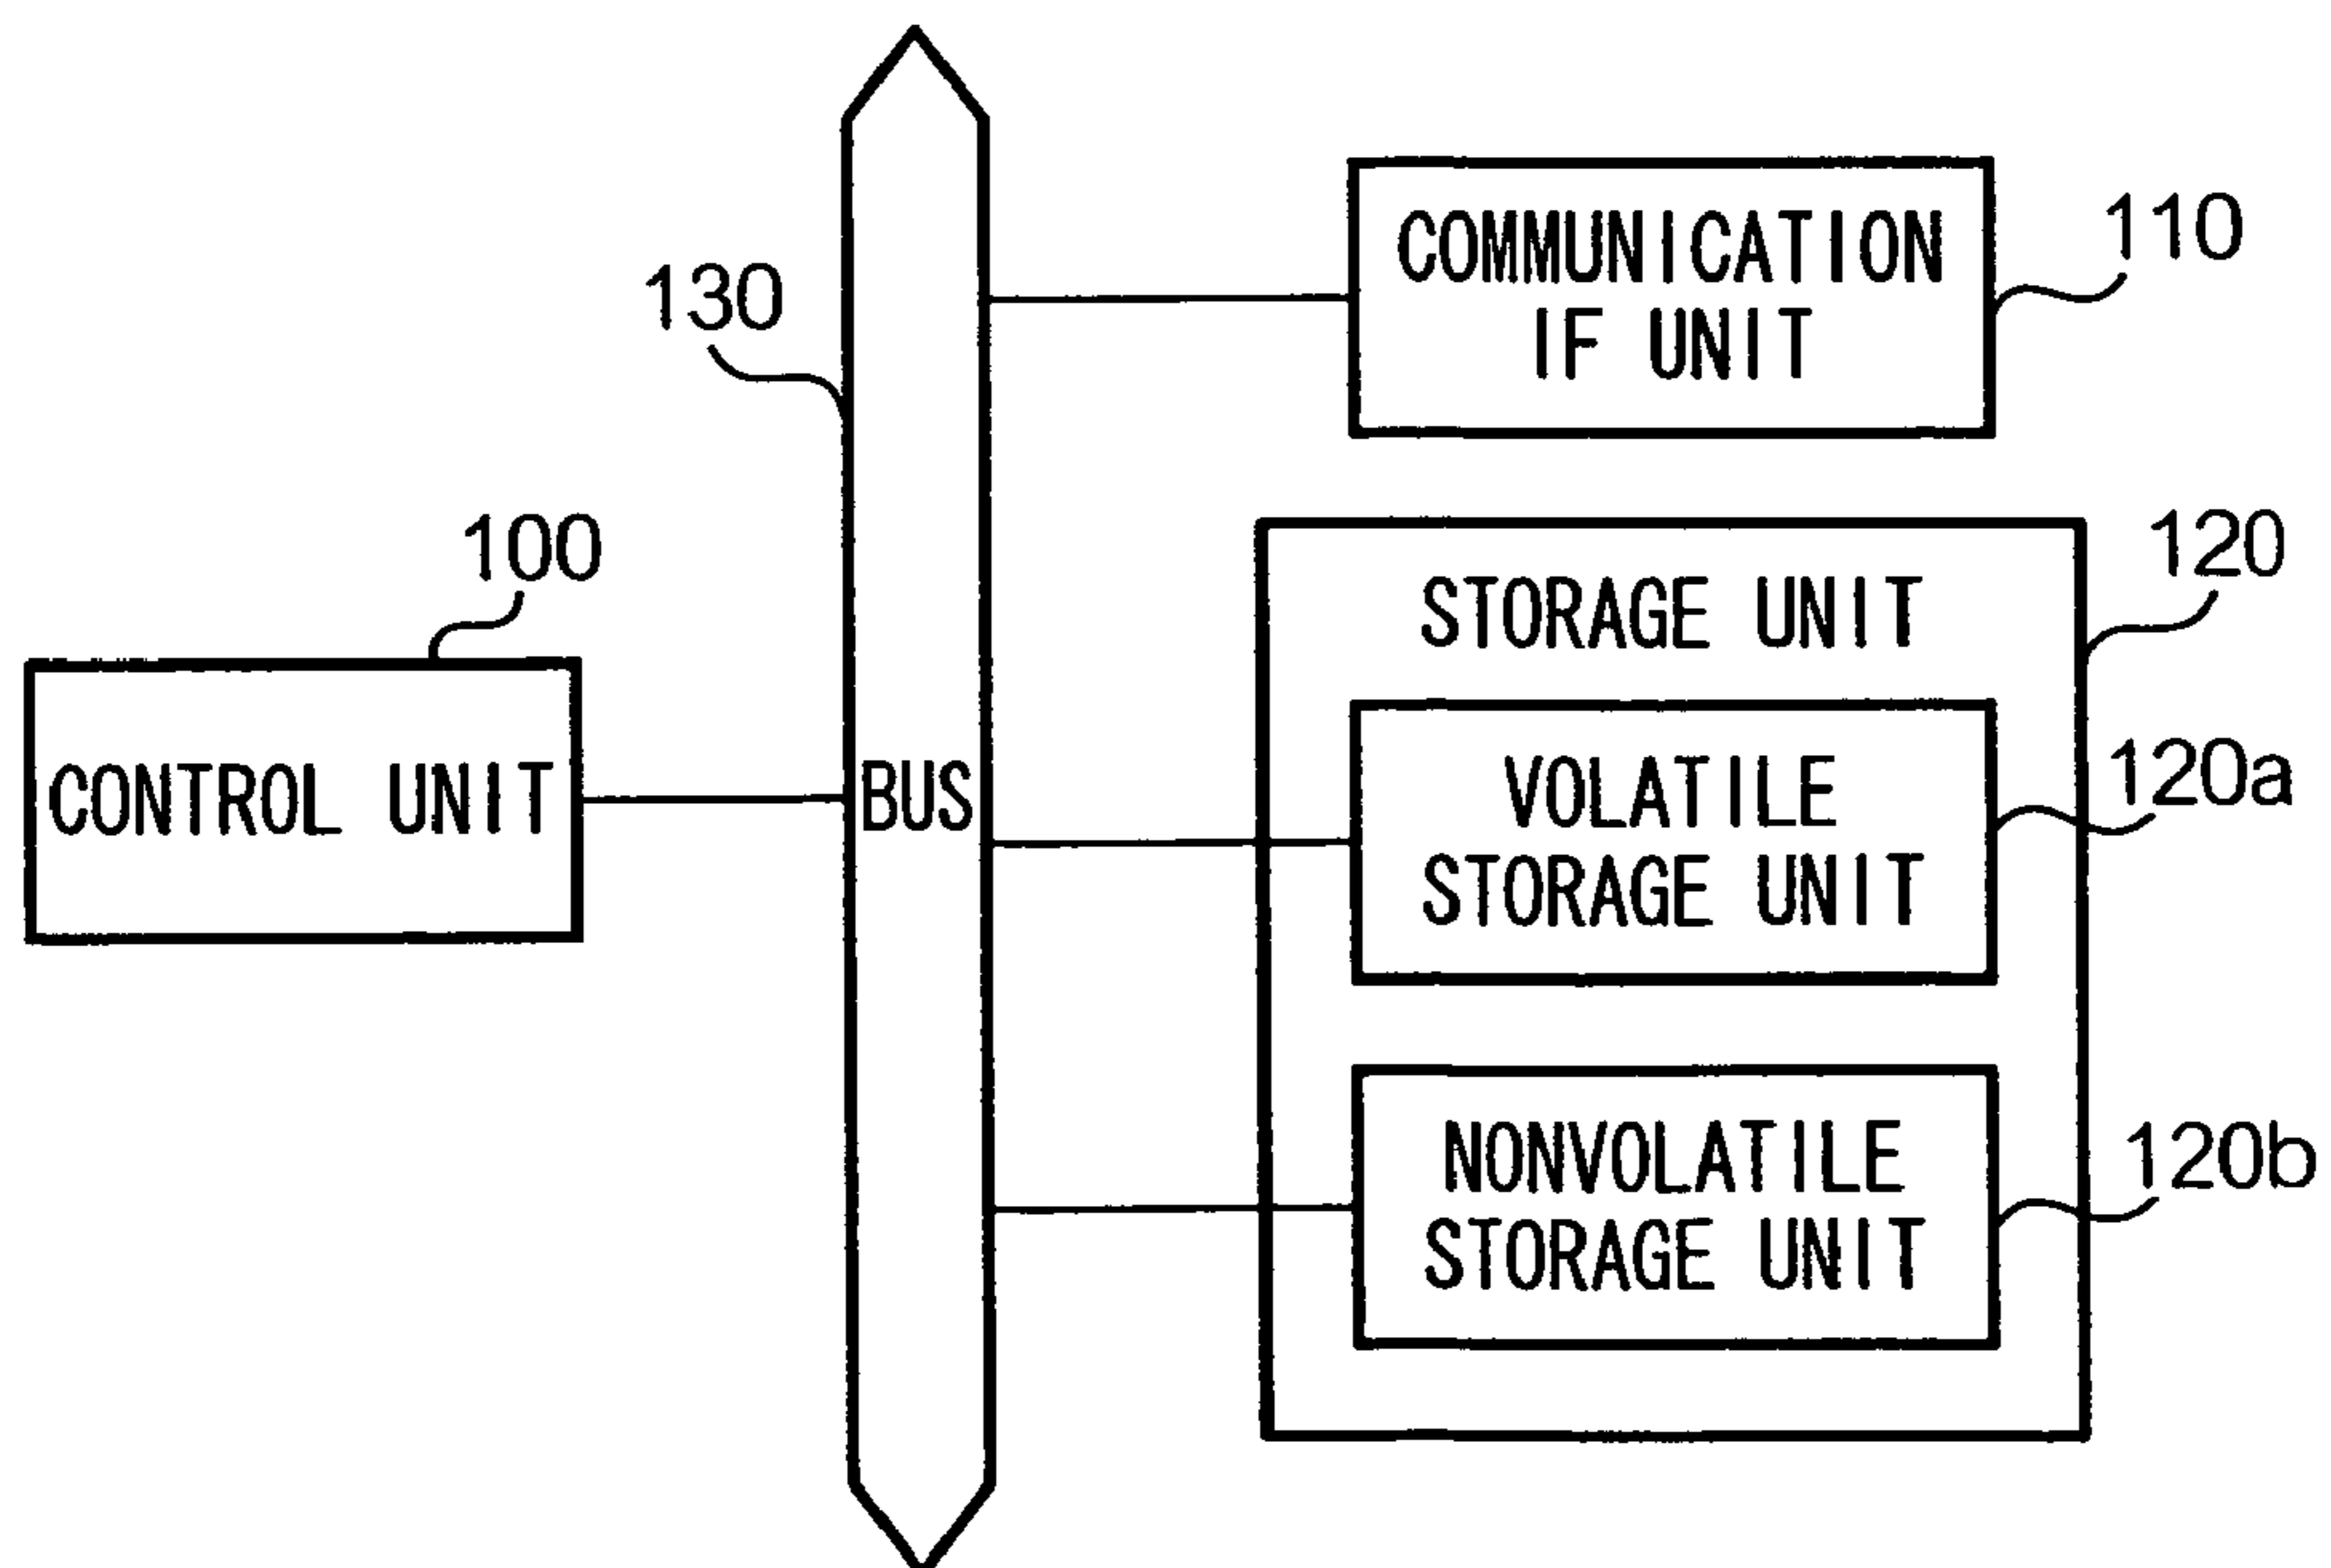 110
COMMUNICATION
IF UNIT
130
100
120
STORAGE UNIT
CONTROL UNIT
BUS
VOLATILE
STORAGE UNIT
120a
NONVOLATILE
STORAGE UNIT
120b